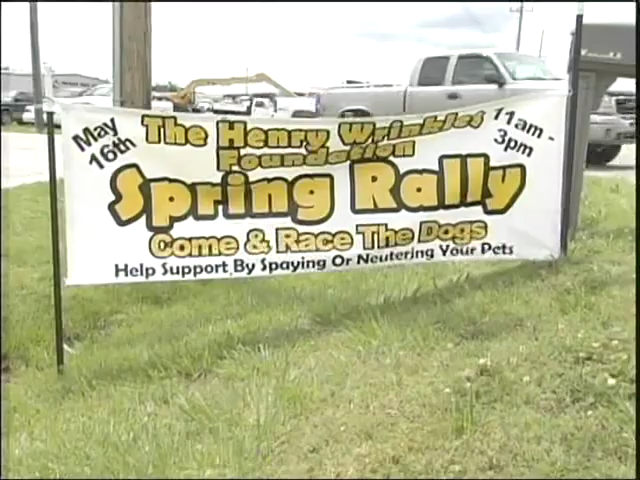 May 16th
The Henry Wrinkles
Foundation
11am -
3pm
Spring Rally
Come & Race The Dogs
Help Support By Spaying Or Neutering Your Pets